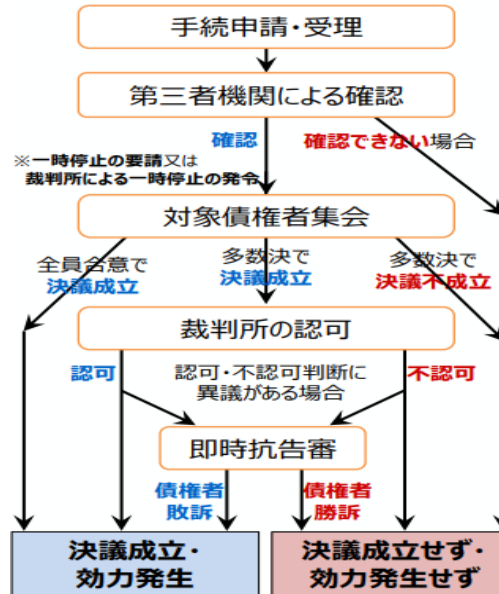 手続申請・受理
第三者機関による確認
確認
確認できない場合
※一時停止の要請又は
裁判所による一時停止の発令
対象債権者集会
全員合意で
決議成立
多数決で
決議成立
多数決で
決議不成立
裁判所の認可
認可
認可・不認可判断に
異議がある場合
不認可
即時抗告審
債権者
敗訴
債権者
勝訴
決議成立・
効力発生
決議成立せず・
効力発生せず